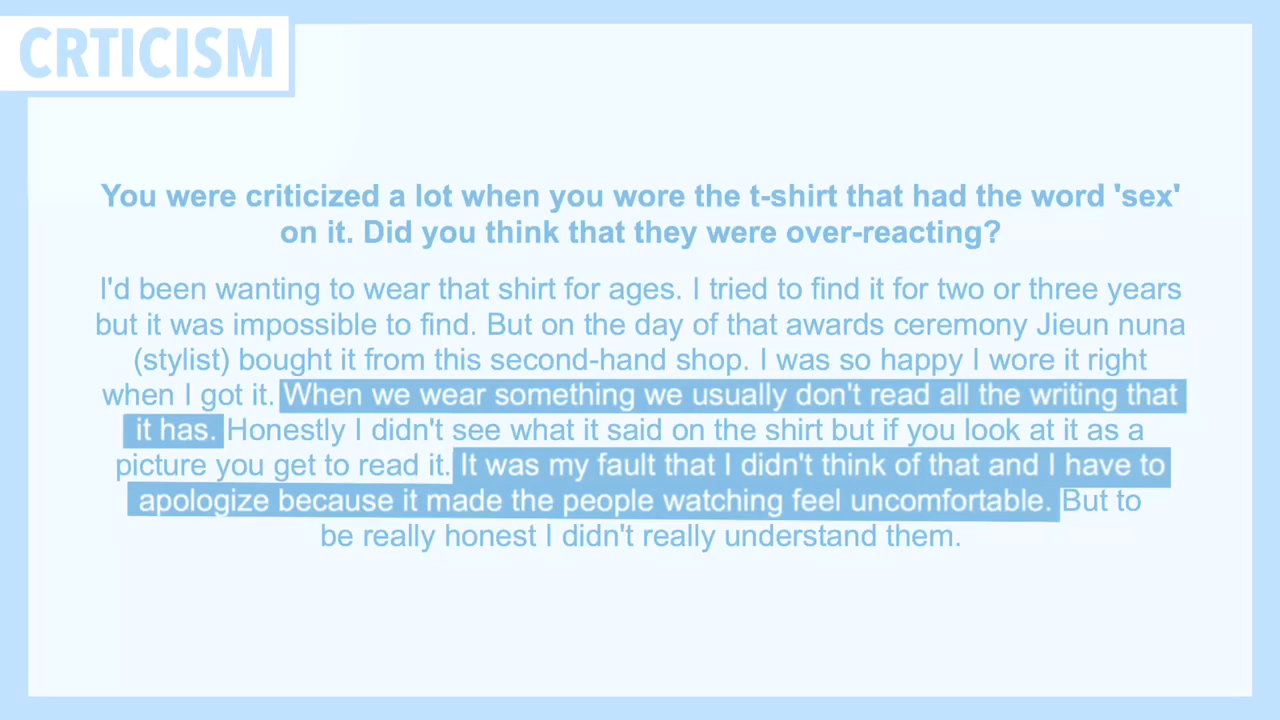 CRTICISM
You were criticized a lot when you wore the t-shirt that had the word 'sex'
on it. Did you think that they were over-reacting?
I'd been wanting to wear that shirt for ages. I tried to find it for two or three years
but it was impossible to find. But on the day of that awards ceremony Jieun nuna
(stylist) bought it from this second-hand shop. I was so happy I wore it right
when I got it. When we wear something we usually don't read all the writing that
it has. Honestly I didn't see what it said on the shirt but if you look at it as a
picture you get to read it. It was my fault that I didn't think of that and I have to
apologize because it made the people watching feel uncomfortable. But to
be really honest I didn't really understand them.